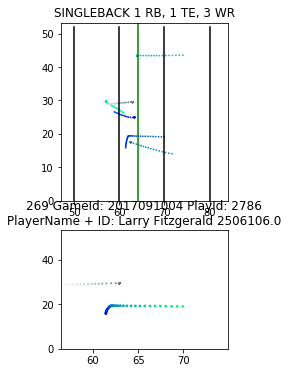 SINGLEBACK 1 RB, 1 TE, 3 WR
50
40
30
20
10
0
50 60 70 80
269 GameId: 2017091004 PlayId: 2786
PlayerName + ID: Larry Fitzgerald 2506106.0
40
20
0
60 65 70